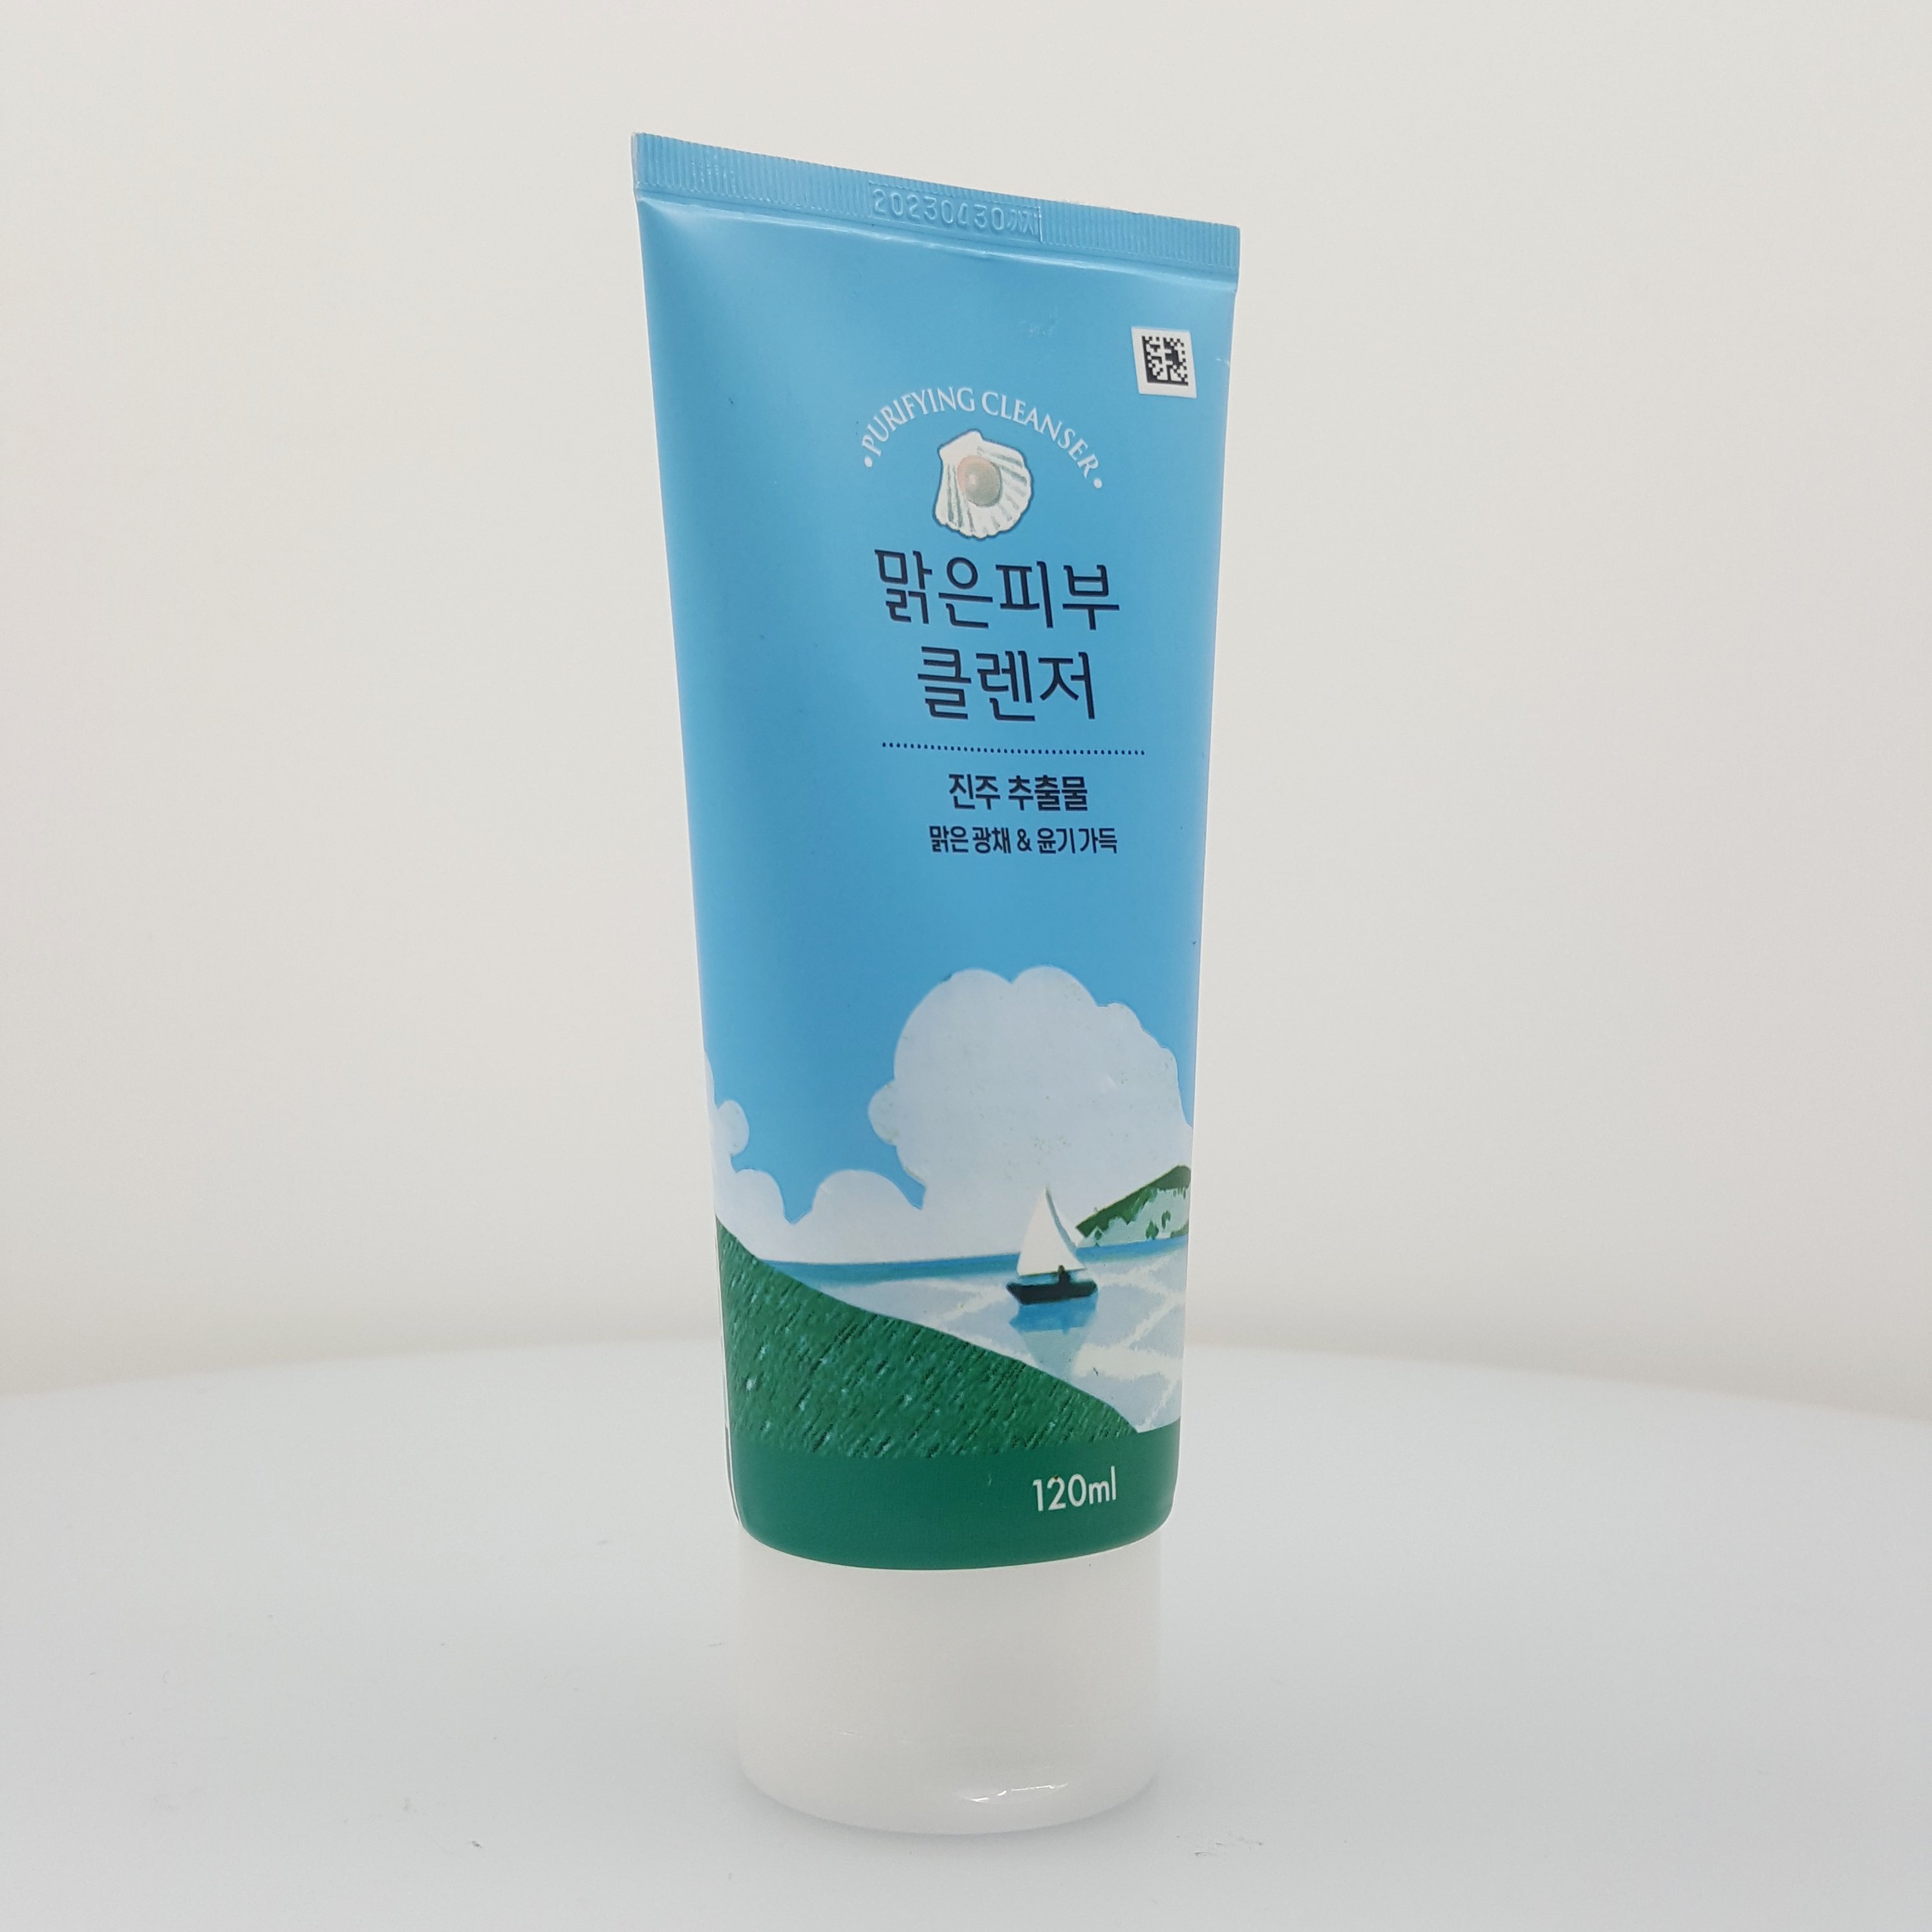 20230430까지
PURIFYING CLEANSER
맑은피부
클렌저
진주 추출물
맑은 광채 & 윤기 가득
120ml